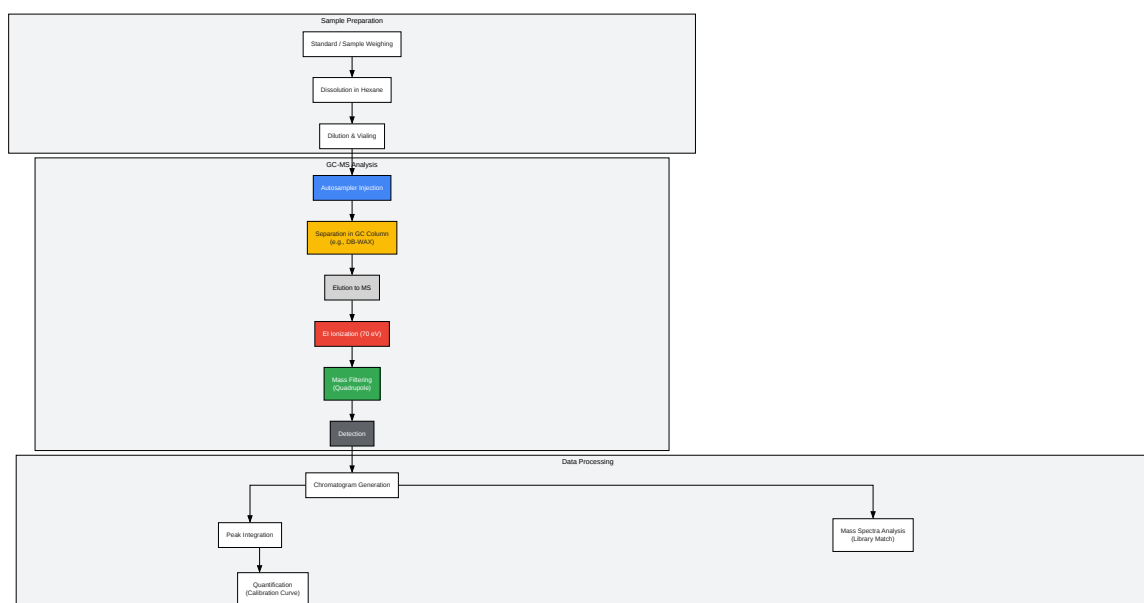 Sample Preparation
Standard / Sample Weighing
Dissolution in Hexane
Dilution & Vialing
GC-MS Analysis
Autosampler Injection
Separation in GC Column
(e.g., DB-WAX)
Elution to MS
EI Ionization (70 eV)
Mass Filtering
(Quadrupole)
Detection
Data Processing
Chromatogram Generation
Peak Integration
Mass Spectra Analysis
(Library Match)
Quantification
(Calibration Curve)